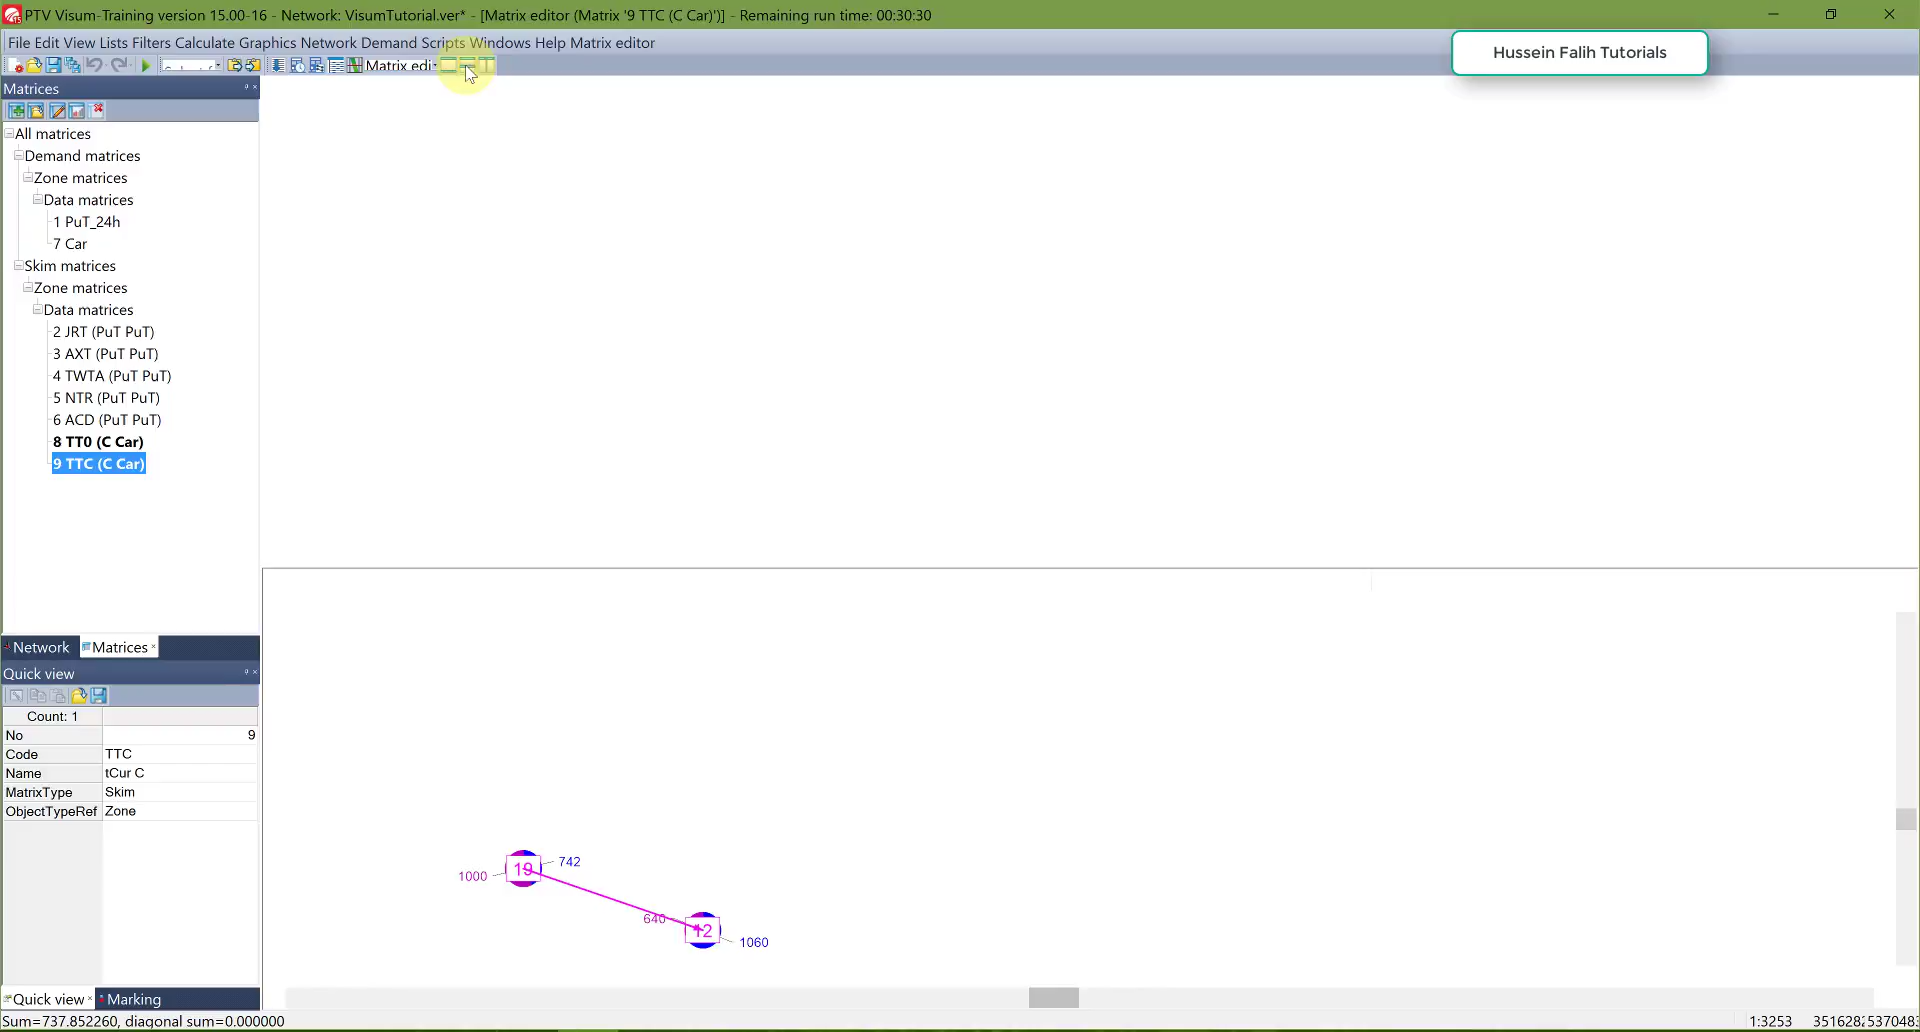 PTV Visum-Training version 15.00-16 - Network: VisumTutorial.ver* - [Matrix editor (Matrix '9 TTC (C Car)')] - Remaining run time: 00:30:30
File Edit View Lists Filters Calculate Graphics Network Demand Scripts Windows Help Matrix editor
Hussein Falih Tutorials
Matrix edi
Matrices
All matrices
Demand matrices
Zone matrices
Data matrices
1 PuT_24h
7 Car
Skim matrices
Zone matrices
Data matrices
2 JRT (PuT PuT)
3 AXT (PuT PuT)
4 TWTA (PuT PuT)
5 NTR (PuT PuT)
6 ACD (PuT PuT)
8 TT0 (C Car)
9 TTC (C Car)
Network Matrices
Quick view
Count: 1
No 9
Code TTC
Name tCur C
MatrixType Skim
ObjectTypeRef Zone
1000 19 742
640 12 1060
Quick view Marking
Sum=737.852260, diagonal sum=0.000000
1:3253